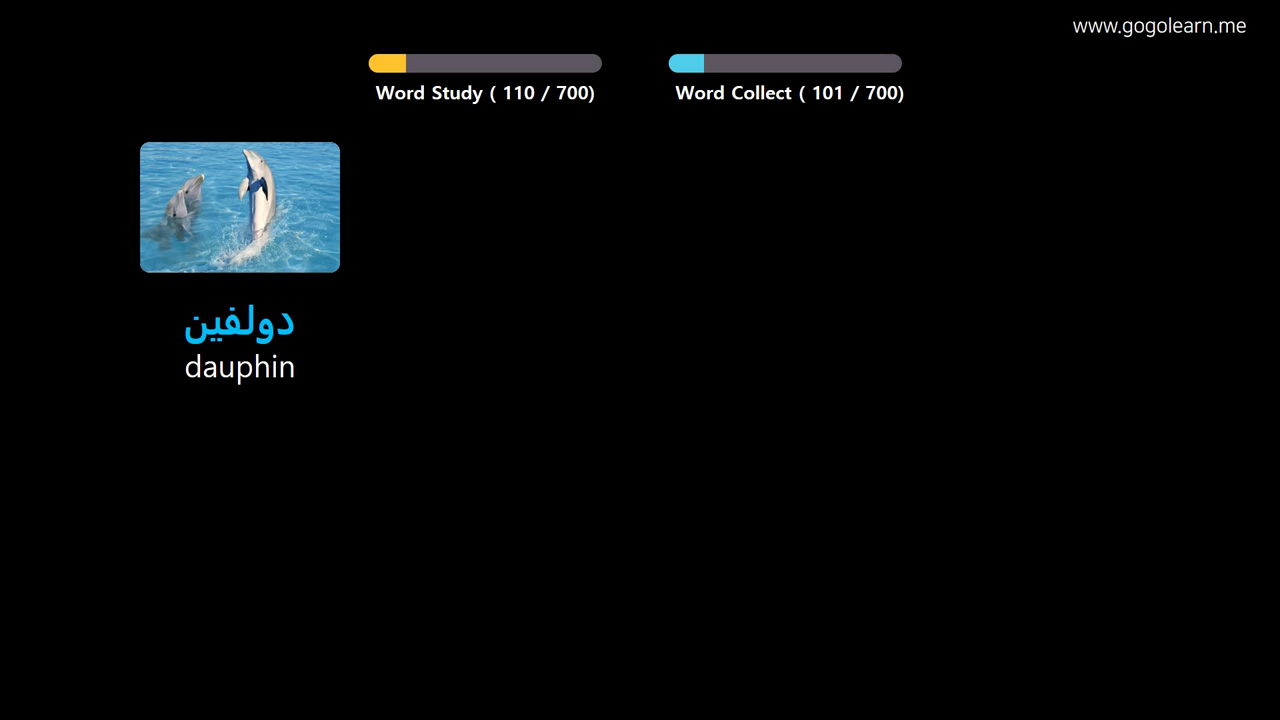 www.gogolearn.me
Word Study ( 110 / 700)
Word Collect ( 101 / 700)
دولفين
dauphin